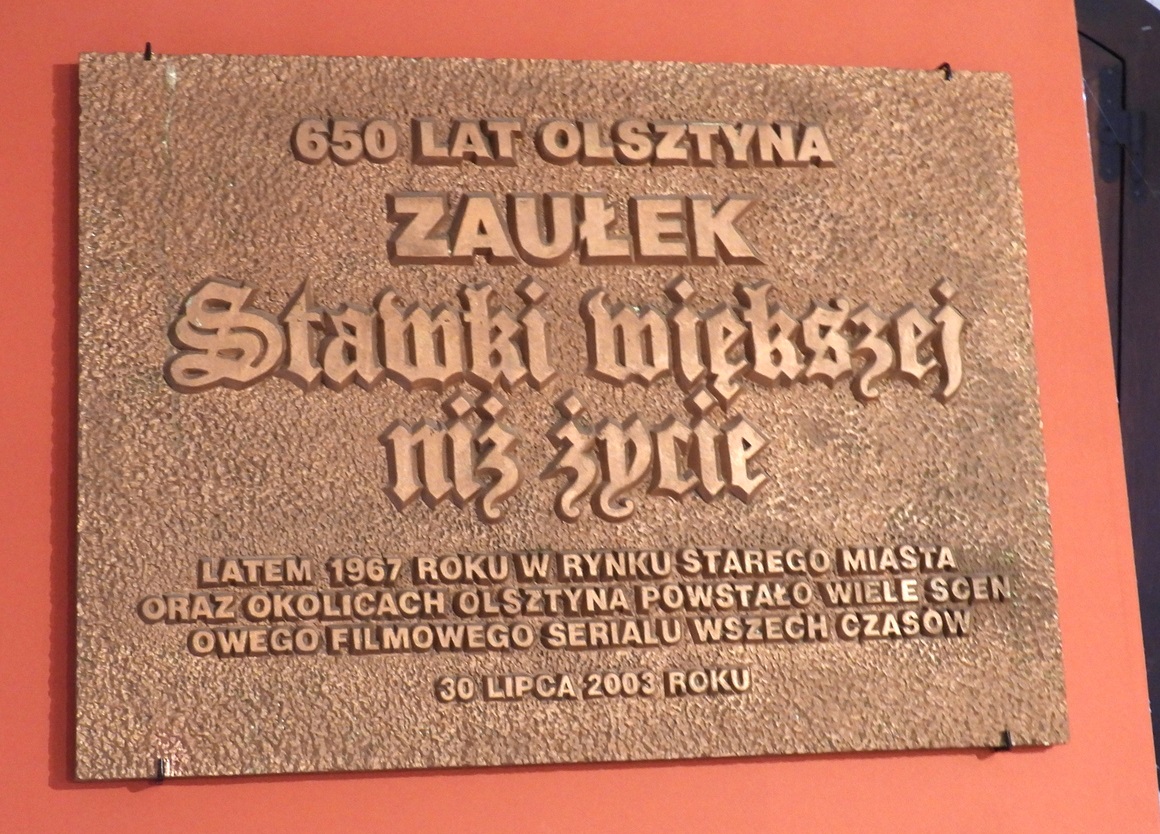 650 LAT OLSZTYNA
ZAUŁEK
Stawki większej
niż życie
LATEM 1967 ROKU W RYNKU STAREGO MIASTA
ORAZ OKOLICACH OLSZTYNA POWSTAŁO WIELE SCEN
OWEGO FILMOWEGO SERIALU WSZECH CZASÓW
30 LIPCA 2003 ROKU